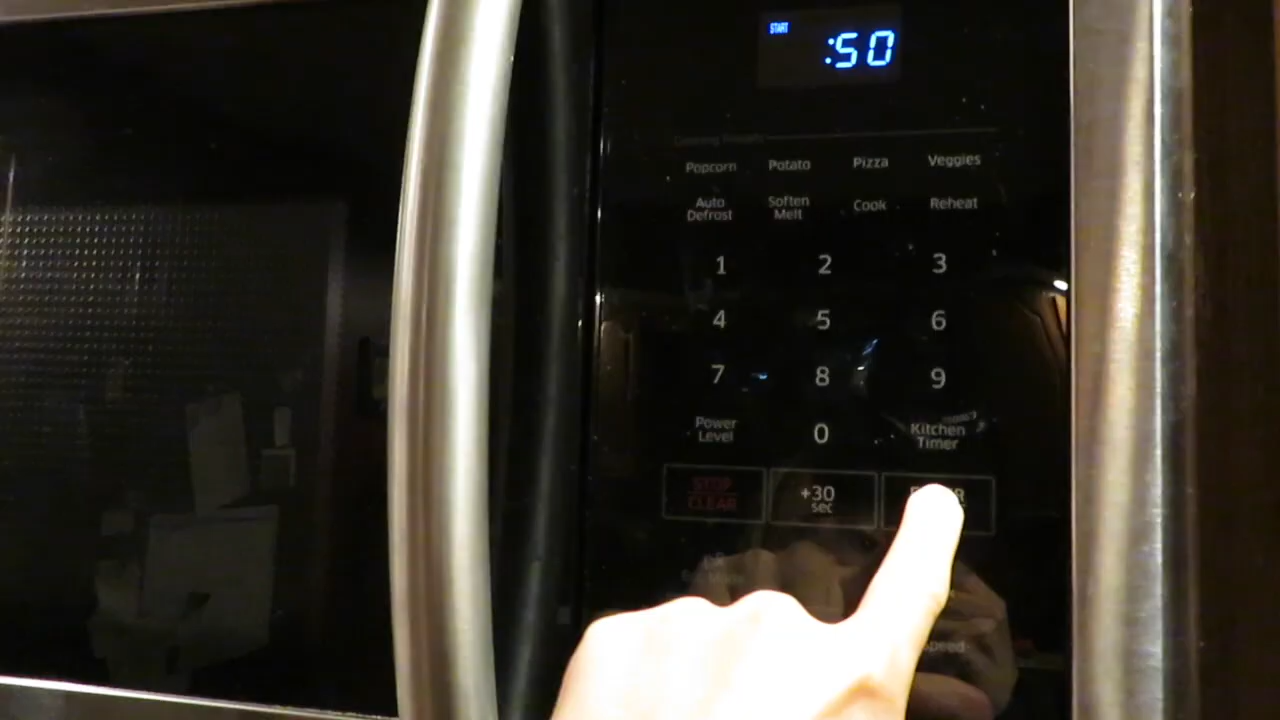 START
:50
Popcorn Potato Pizza Veggies
Auto Defrost Soften Melt Cook Reheat
1 2 3
4 5 6
7 8 9
Power Level 0 Kitchen Timer
STOP CLEAR +30 sec
Speed